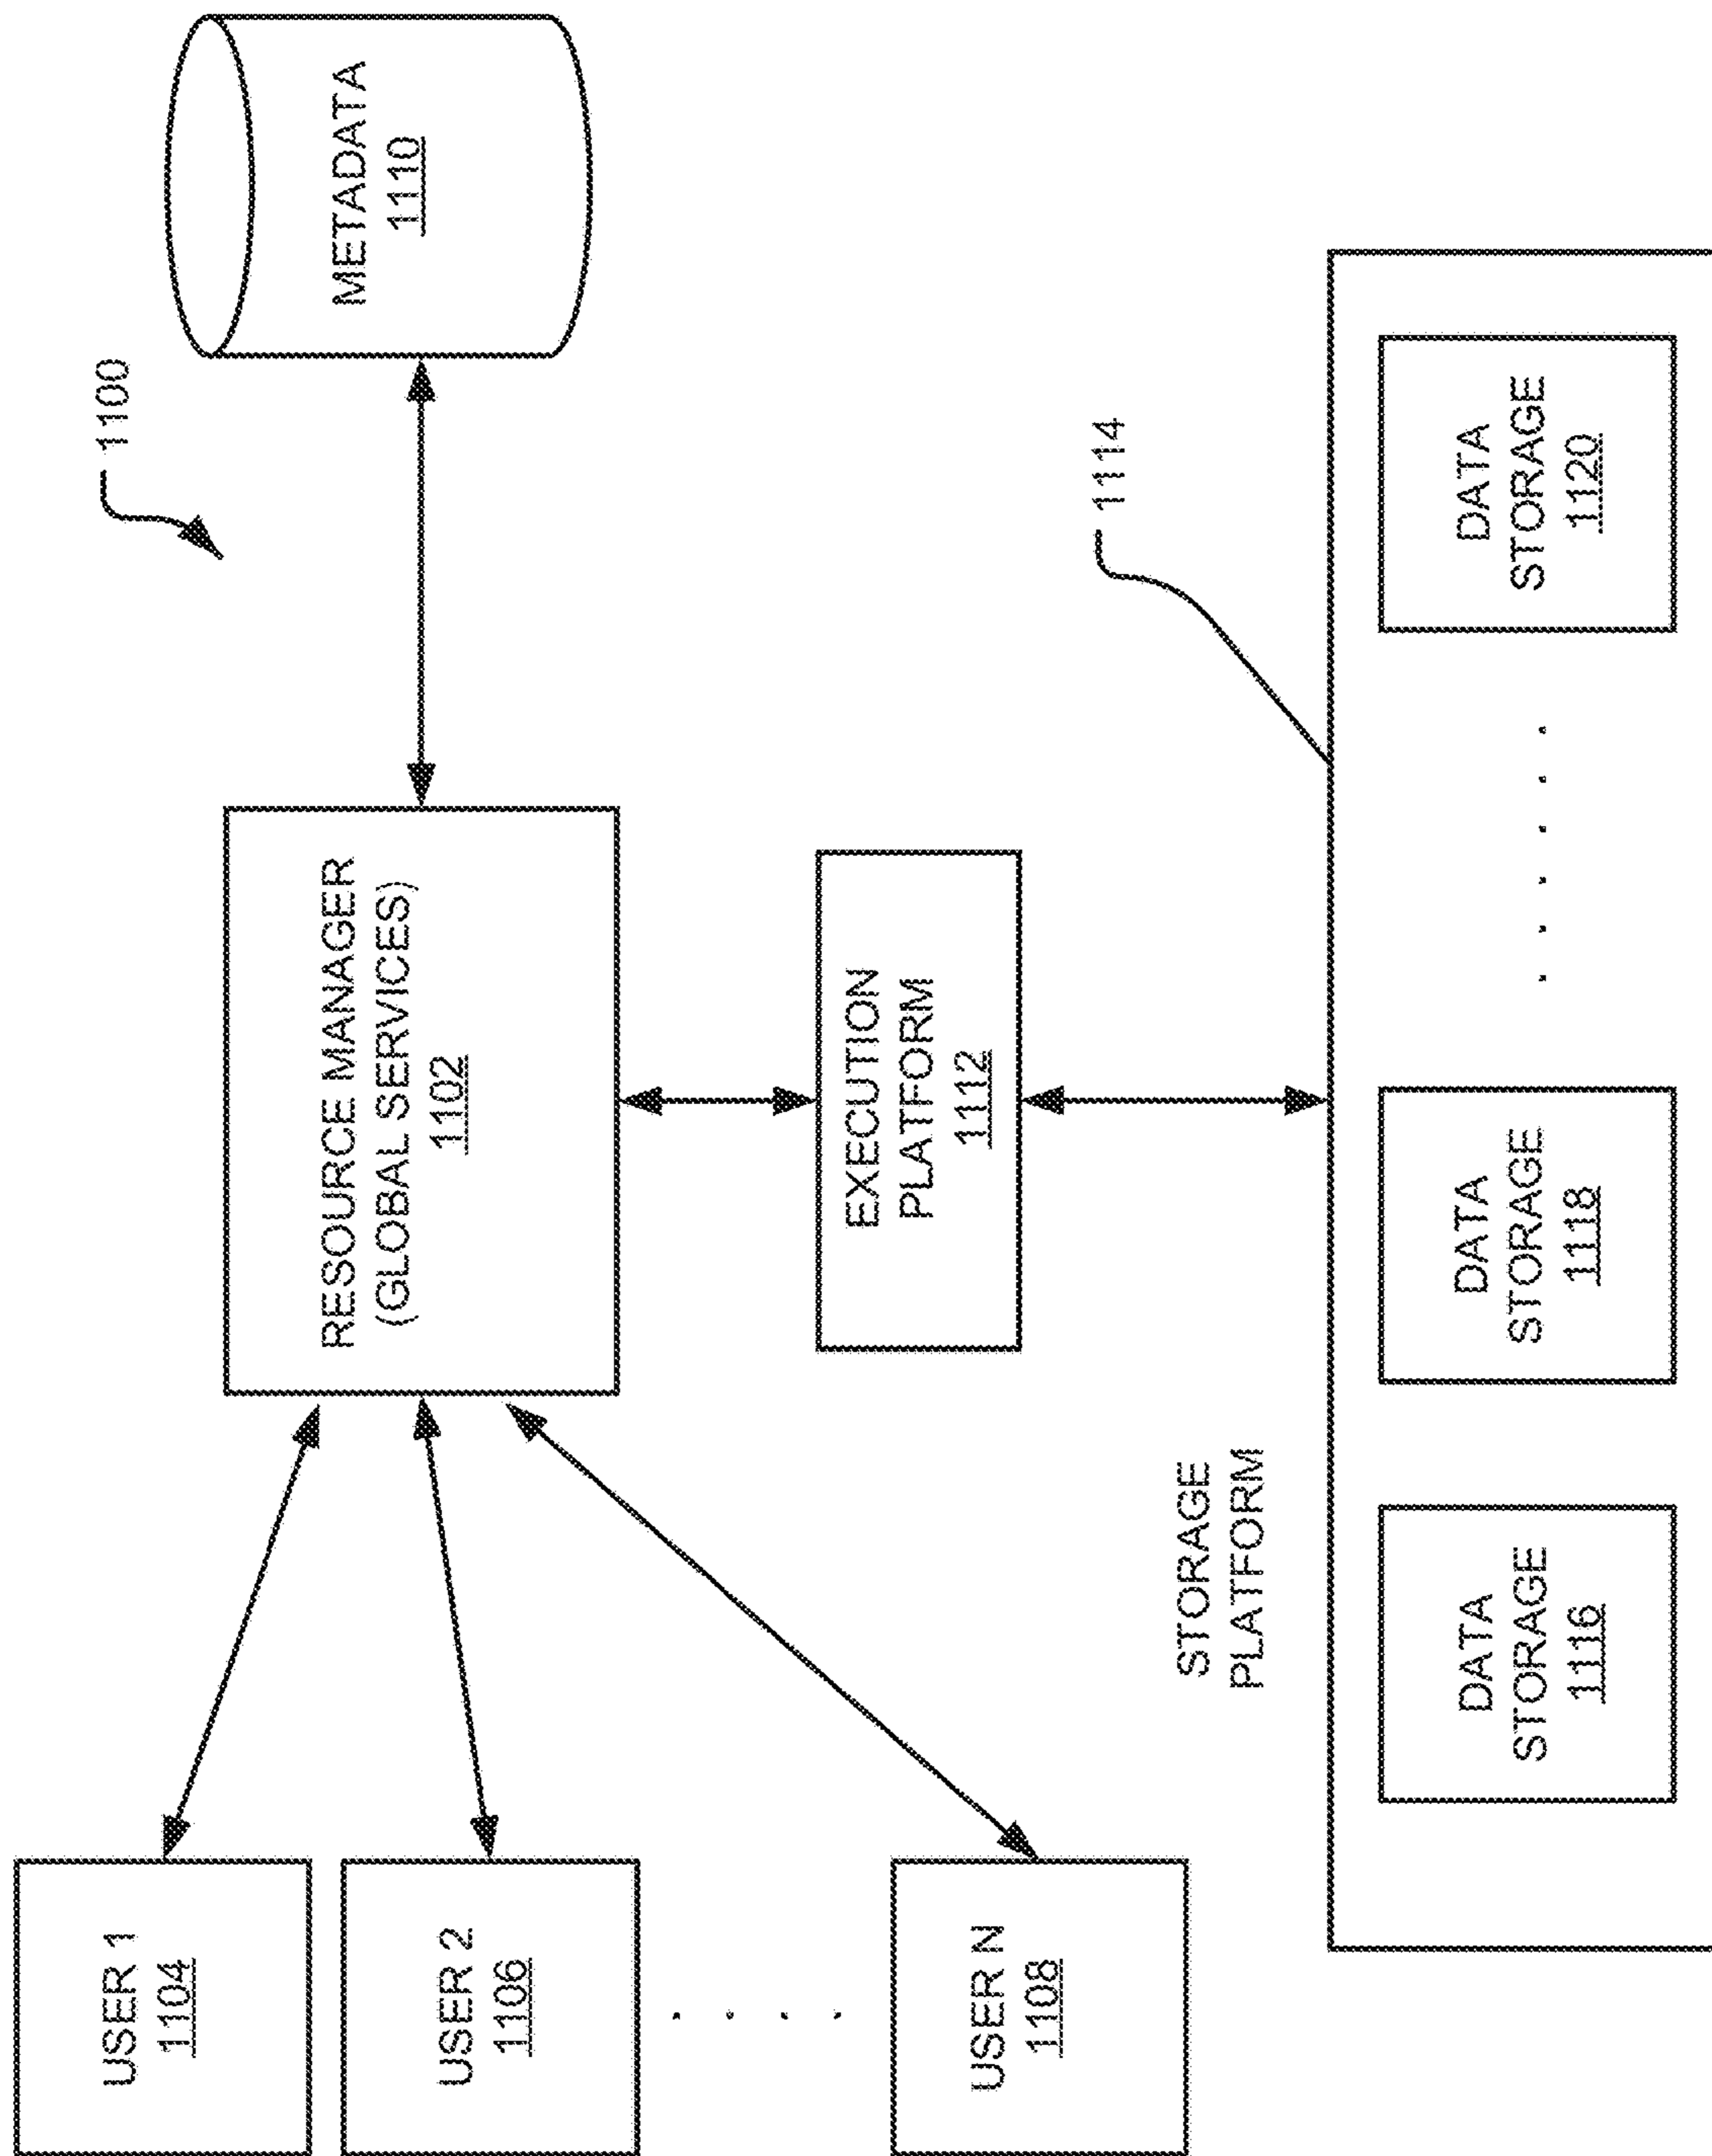 1100
USER 1
1104
USER 2
1106
. . . .
USER N
1108
RESOURCE MANAGER
(GLOBAL SERVICES)
1102
METADATA
1110
EXECUTION
PLATFORM
1112
STORAGE
PLATFORM
1114
DATA
STORAGE
1116
DATA
STORAGE
1118
. . . . . .
DATA
STORAGE
1120